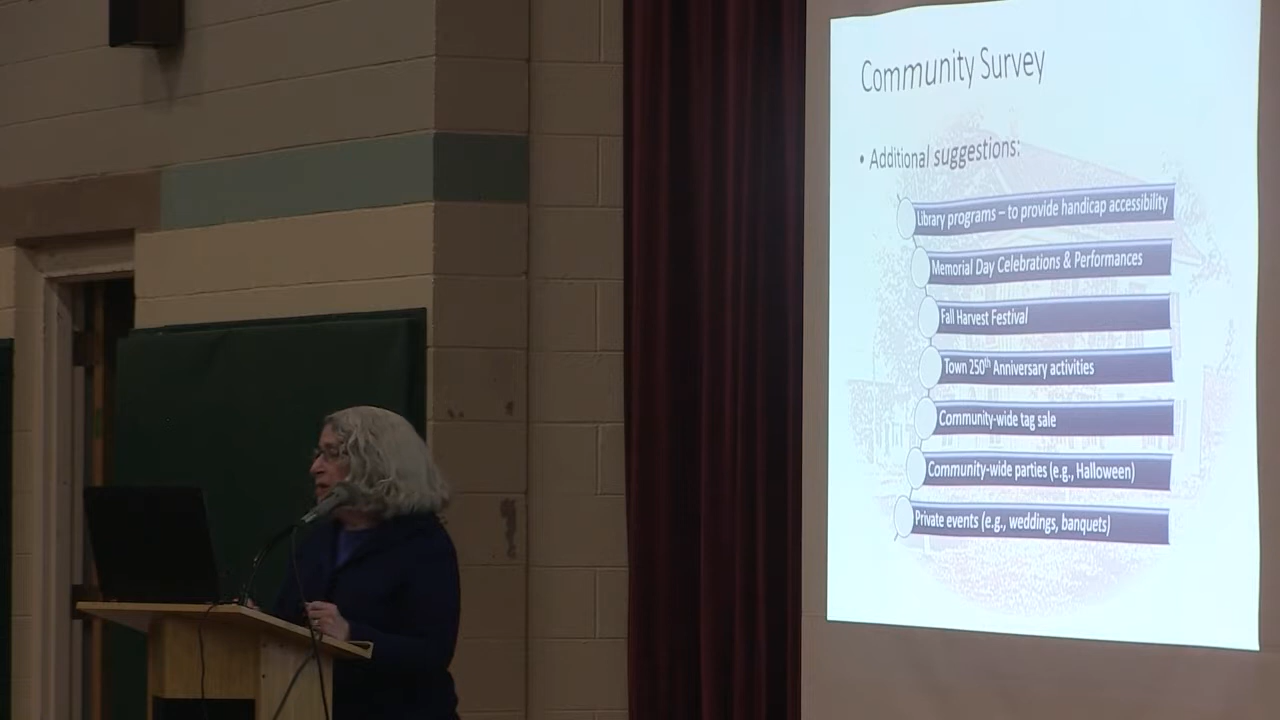 Community Survey
• Additional suggestions:
Library programs – to provide handicap accessibility
Memorial Day Celebrations & Performances
Fall Harvest Festival
Town 250th Anniversary activities
Community-wide tag sale
Community-wide parties (e.g., Halloween)
Private events (e.g., weddings, banquets)